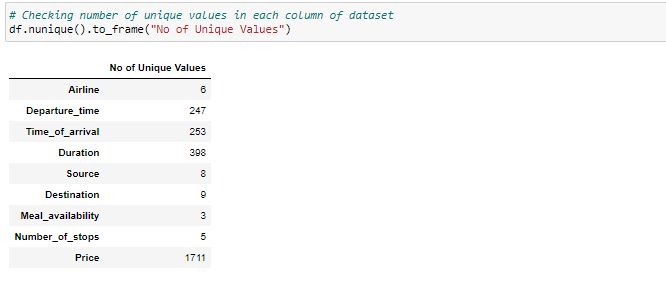 # Checking number of unique values in each column of dataset
df.nunique().to_frame("No of Unique Values")
No of Unique Values
Airline 6
Departure_time 247
Time_of_arrival 253
Duration 398
Source 8
Destination 9
Meal_availability 3
Number_of_stops 5
Price 1711